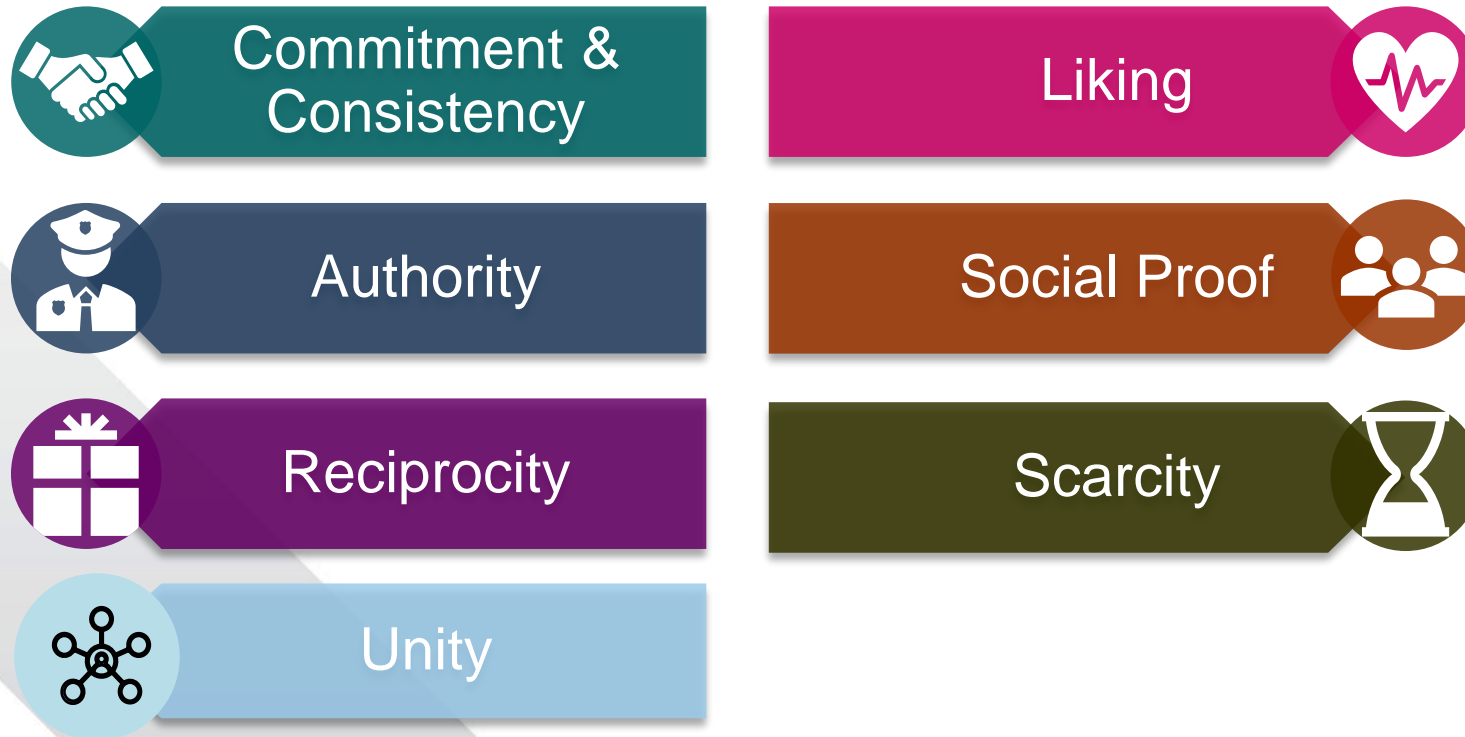 Commitment &
Consistency
Liking
Authority
Social Proof
Reciprocity
Scarcity
Unity